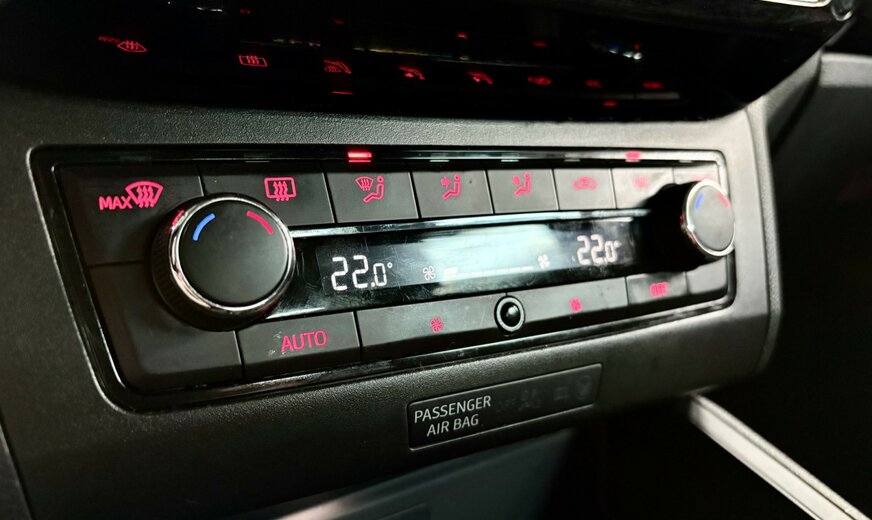 MAX
22.0°
22.0°
AUTO
OFF
PASSENGER
AIR BAG